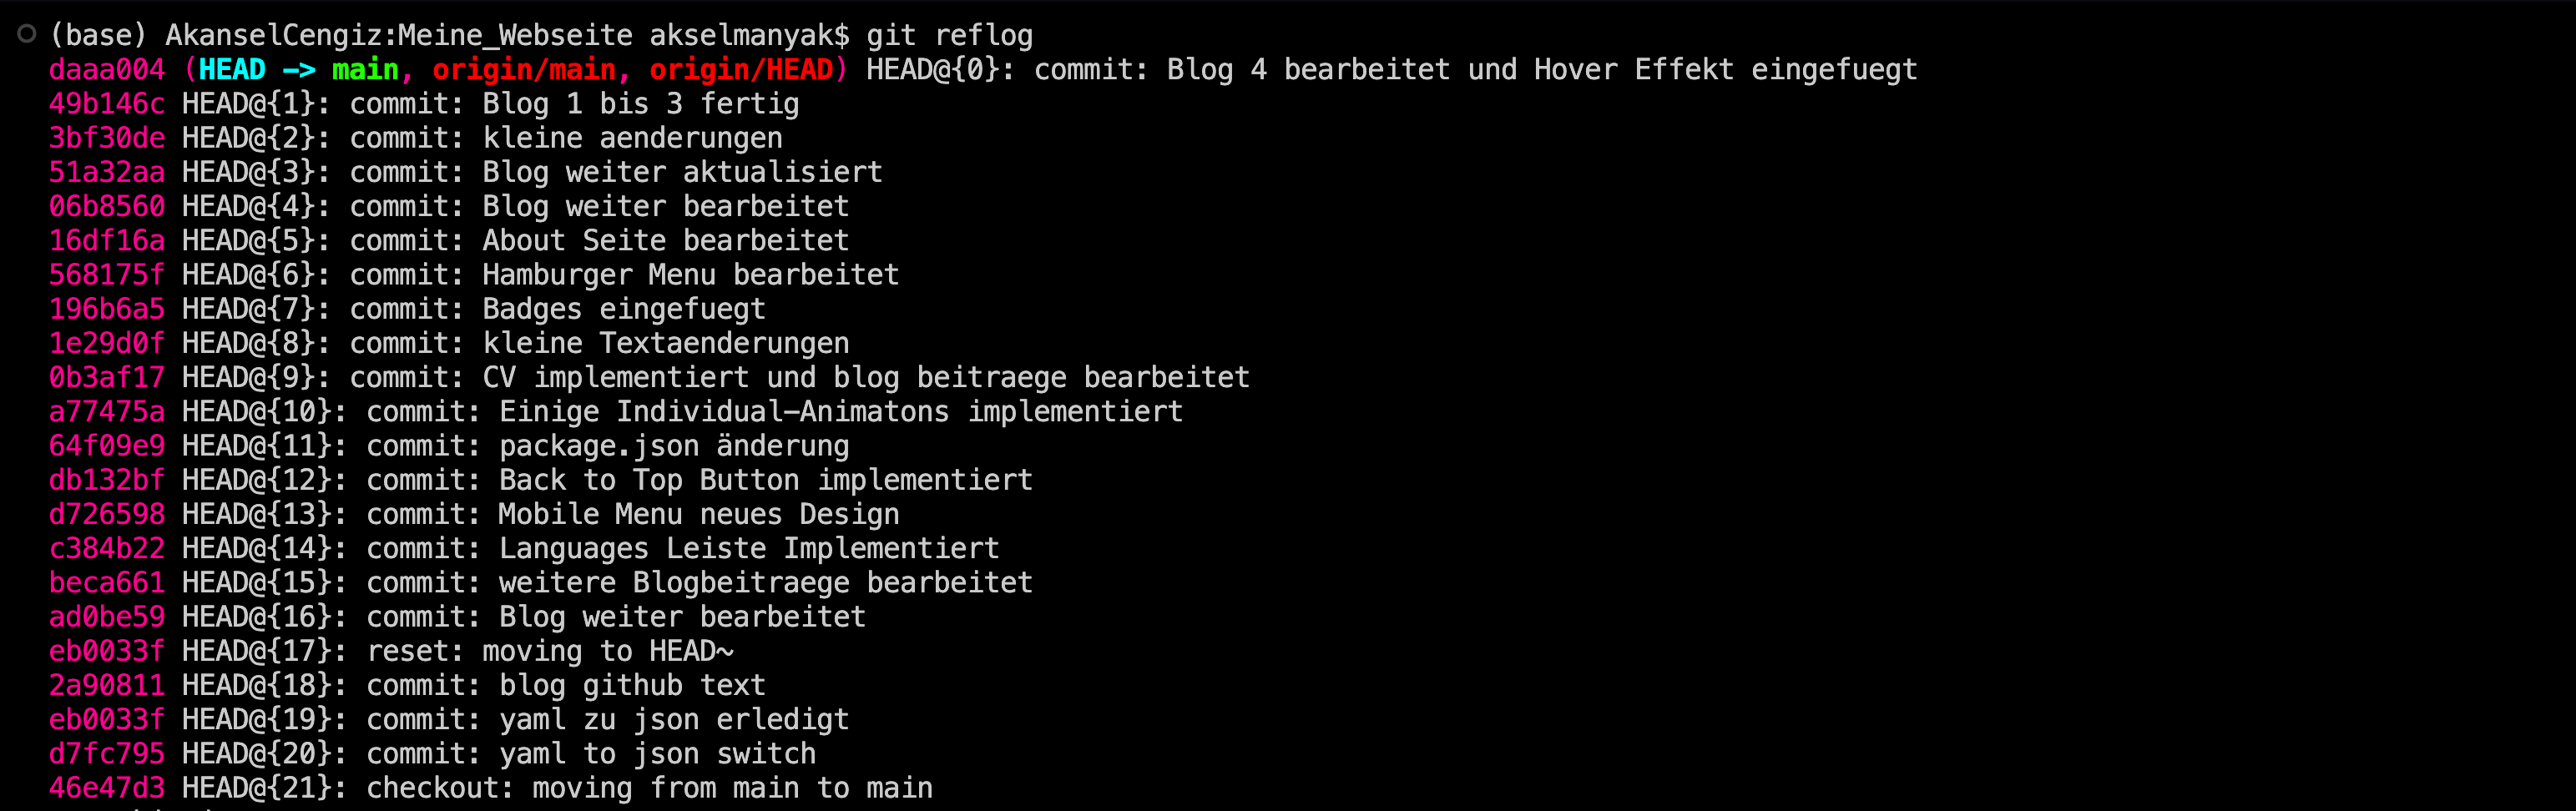 (base) AkanselCengiz:Meine_Webseite akselmanyak$ git reflog
daaa004 (HEAD -> main, origin/main, origin/HEAD) HEAD@{0}: commit: Blog 4 bearbeitet und Hover Effekt eingefuegt
49b146c HEAD@{1}: commit: Blog 1 bis 3 fertig
3bf30de HEAD@{2}: commit: kleine aenderungen
51a32aa HEAD@{3}: commit: Blog weiter aktualisiert
06b8560 HEAD@{4}: commit: Blog weiter bearbeitet
16df16a HEAD@{5}: commit: About Seite bearbeitet
568175f HEAD@{6}: commit: Hamburger Menu bearbeitet
196b6a5 HEAD@{7}: commit: Badges eingefuegt
1e29d0f HEAD@{8}: commit: kleine Textaenderungen
0b3af17 HEAD@{9}: commit: CV implementiert und blog beitraege bearbeitet
a77475a HEAD@{10}: commit: Einige Individual-Animatons implementiert
64f09e9 HEAD@{11}: commit: package.json änderung
db132bf HEAD@{12}: commit: Back to Top Button implementiert
d726598 HEAD@{13}: commit: Mobile Menu neues Design
c384b22 HEAD@{14}: commit: Languages Leiste Implementiert
beca661 HEAD@{15}: commit: weitere Blogbeitraege bearbeitet
ad0be59 HEAD@{16}: commit: Blog weiter bearbeitet
eb0033f HEAD@{17}: reset: moving to HEAD~
2a90811 HEAD@{18}: commit: blog github text
eb0033f HEAD@{19}: commit: yaml zu json erledigt
d7fc795 HEAD@{20}: commit: yaml to json switch
46e47d3 HEAD@{21}: checkout: moving from main to main